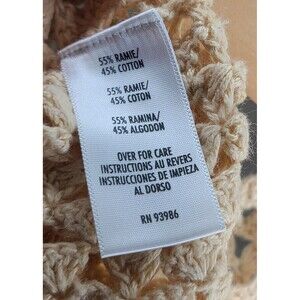 55% RAMIE/
45% COTTON
55% RAMIE/
45% COTON
55% RAMINA/
45% ALGODON
OVER FOR CARE
INSTRUCTIONS AU REVERS
INSTRUCCIONES DE IMPIEZA
AL DORSO
RN 93986